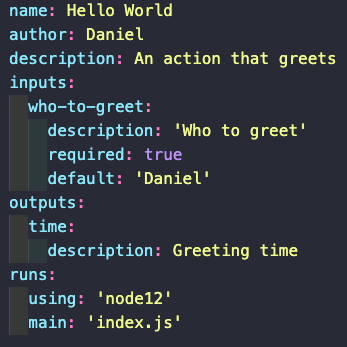 name: Hello World
author: Daniel
description: An action that greets
inputs:
  who-to-greet:
    description: 'Who to greet'
    required: true
    default: 'Daniel'
outputs:
  time:
    description: Greeting time
runs:
  using: 'node12'
  main: 'index.js'